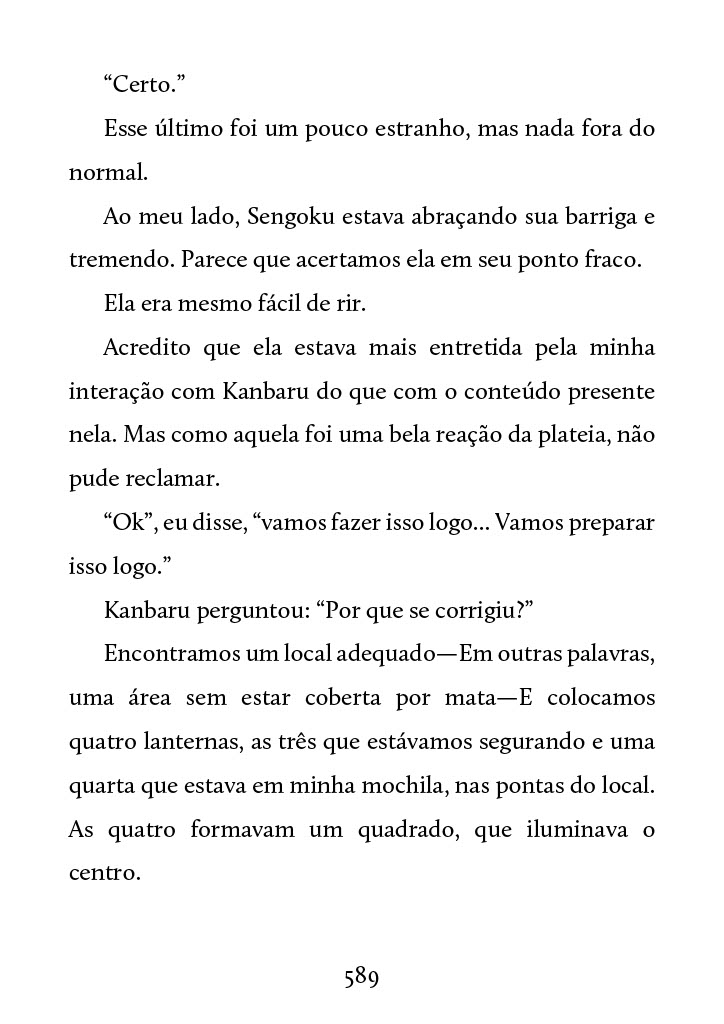 “Certo.”
Esse último foi um pouco estranho, mas nada fora do
normal.
Ao meu lado, Sengoku estava abraçando sua barriga e
tremendo. Parece que acertamos ela em seu ponto fraco.
Ela era mesmo fácil de rir.
Acredito que ela estava mais entretida pela minha
interação com Kanbaru do que com o conteúdo presente
nela. Mas como aquela foi uma bela reação da plateia, não
pude reclamar.
“Ok”, eu disse, “vamos fazer isso logo... Vamos preparar
isso logo.”
Kanbaru perguntou: “Por que se corrigiu?”
Encontramos um local adequado—Em outras palavras,
uma área sem estar coberta por mata—E colocamos
quatro lanternas, as três que estávamos segurando e uma
quarta que estava em minha mochila, nas pontas do local.
As quatro formavam um quadrado, que iluminava o
centro.
589